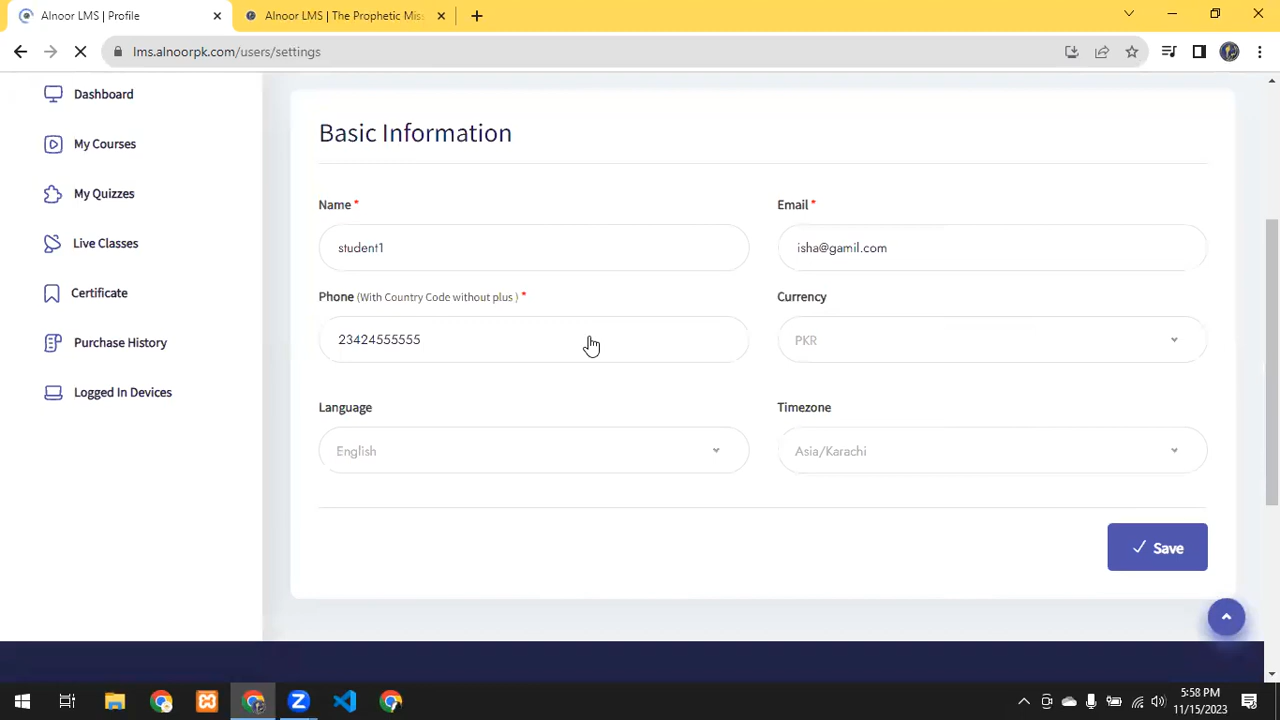 Alnoor LMS | Profile
Alnoor LMS | The Prophetic Mis
lms.alnoorpk.com/users/settings
Dashboard
My Courses
My Quizzes
Live Classes
Certificate
Purchase History
Logged In Devices
Basic Information
Name *
Email *
student1
isha@gamil.com
Phone (With Country Code without plus ) *
Currency
23424555555
PKR
Language
Timezone
English
Asia/Karachi
Save
5:58 PM
11/15/2023